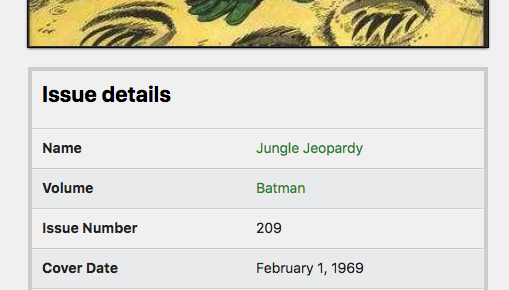 Issue details
Name Jungle Jeopardy
Volume Batman
Issue Number 209
Cover Date February 1, 1969